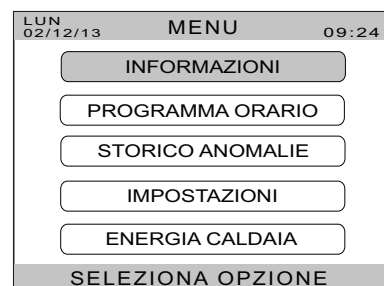 LUN
02/12/13 MENU 09:24
INFORMAZIONI
PROGRAMMA ORARIO
STORICO ANOMALIE
IMPOSTAZIONI
ENERGIA CALDAIA
SELEZIONA OPZIONE